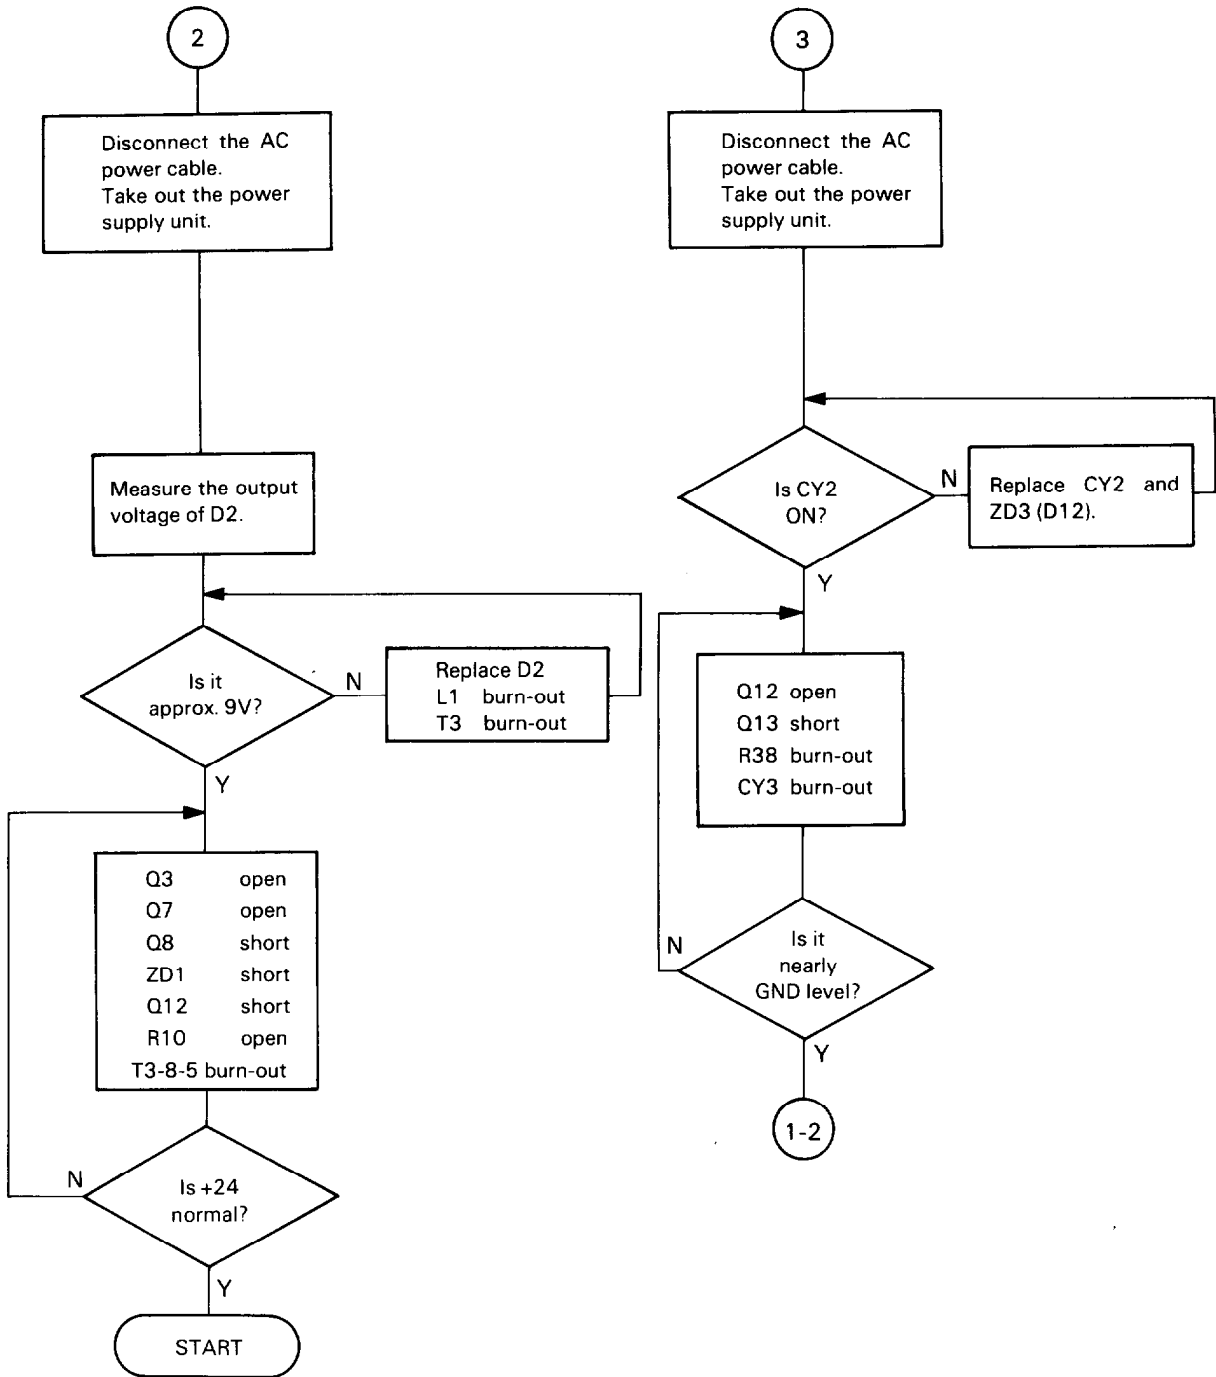 2
Disconnect the AC
power cable.
Take out the power
supply unit.
Measure the output
voltage of D2.
Is it
approx. 9V?
N
Replace D2
L1 burn-out
T3 burn-out
Y
Q3 open
Q7 open
Q8 short
ZD1 short
Q12 short
R10 open
T3-8-5 burn-out
N
Is +24
normal?
Y
START
3
Disconnect the AC
power cable.
Take out the power
supply unit.
Is CY2
ON?
N
Replace CY2 and
ZD3 (D12).
Y
Q12 open
Q13 short
R38 burn-out
CY3 burn-out
N
Is it
nearly
GND level?
Y
1-2